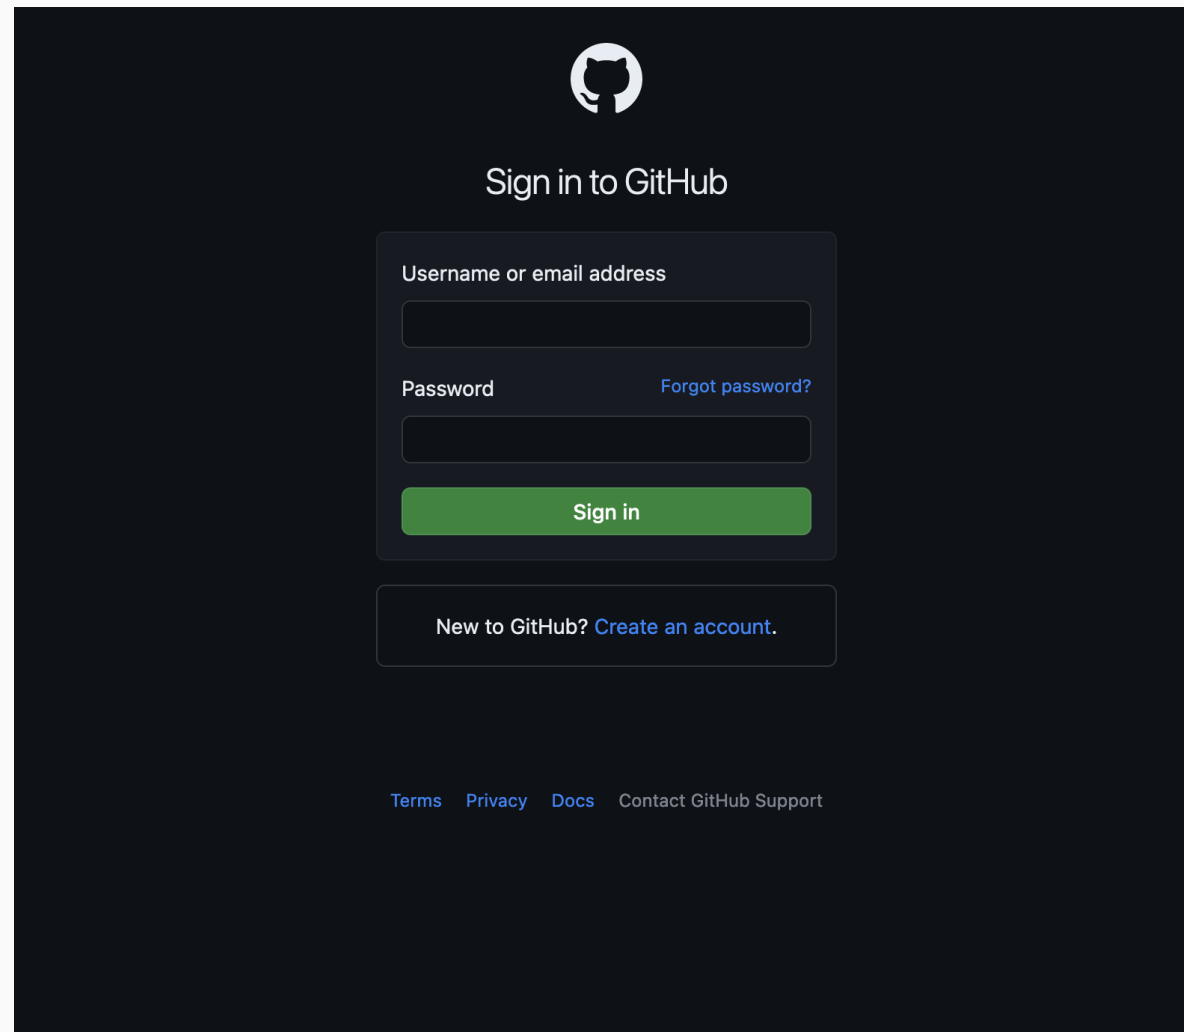 Sign in to GitHub
Username or email address
Password Forgot password?
Sign in
New to GitHub? Create an account.
Terms Privacy Docs Contact GitHub Support